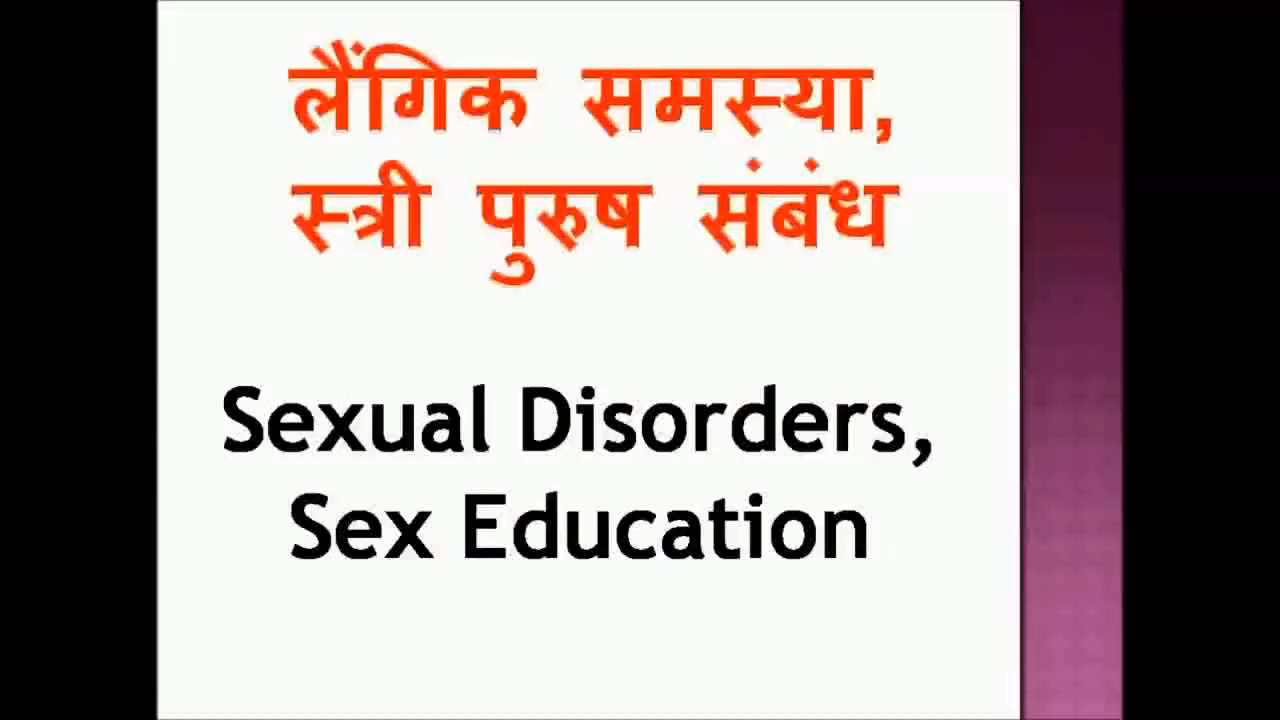 लैंगिक समस्या,
स्त्री पुरुष संबंध
Sexual Disorders,
Sex Education